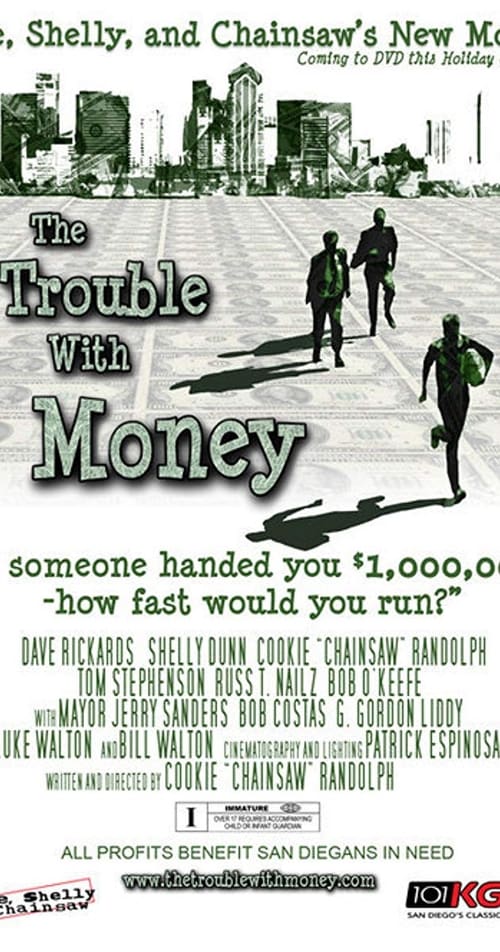 e, Shelly, and Chainsaw's New Mo
Coming to DVD this Holiday
The
Trouble
With
Money
someone handed you $1,000,0
-how fast would you run?"
DAVE RICKARDS SHELLY DUNN COOKIE "CHAINSAW" RANDOLPH
TOM STEPHENSON RUSS T. NAILZ BOB O'KEEFE
WITH MAYOR JERRY SANDERS BOB COSTAS G. GORDON LIDDY
UKE WALTON AND BILL WALTON CINEMATOGRAPHY AND LIGHTING PATRICK ESPINOSA
WRITTEN AND DIRECTED BY COOKIE "CHAINSAW" RANDOLPH
I IMMATURE
OVER 17 REQUIRES ACCOMPANYING
CHILD OR INFANT GUARDIAN
ALL PROFITS BENEFIT SAN DIEGANS IN NEED
www.thetroublewithmoney.com
e, Shelly
Chainsaw
101 KG
SAN DIEGO'S CLASSIC